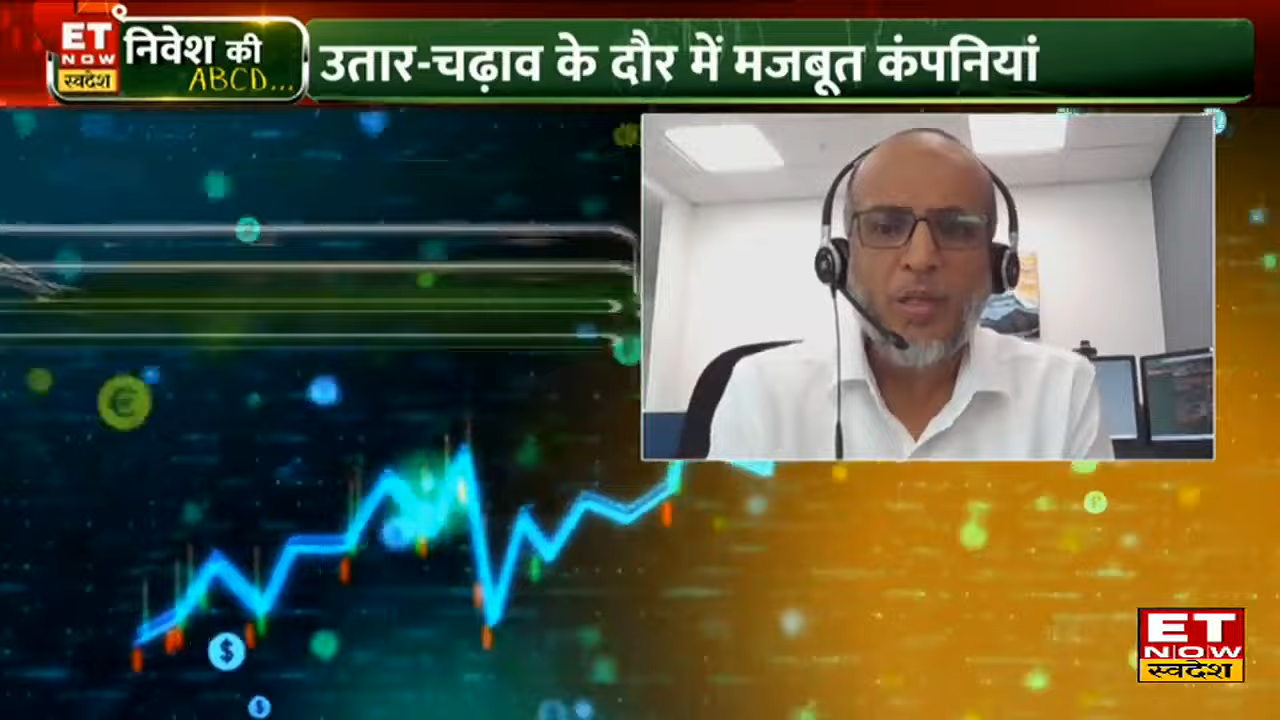 ET
NOW
स्वदेश
निवेश की
ABCD...
उतार-चढ़ाव के दौर में मजबूत कंपनियां
€
$
$
ET
NOW
स्वदेश